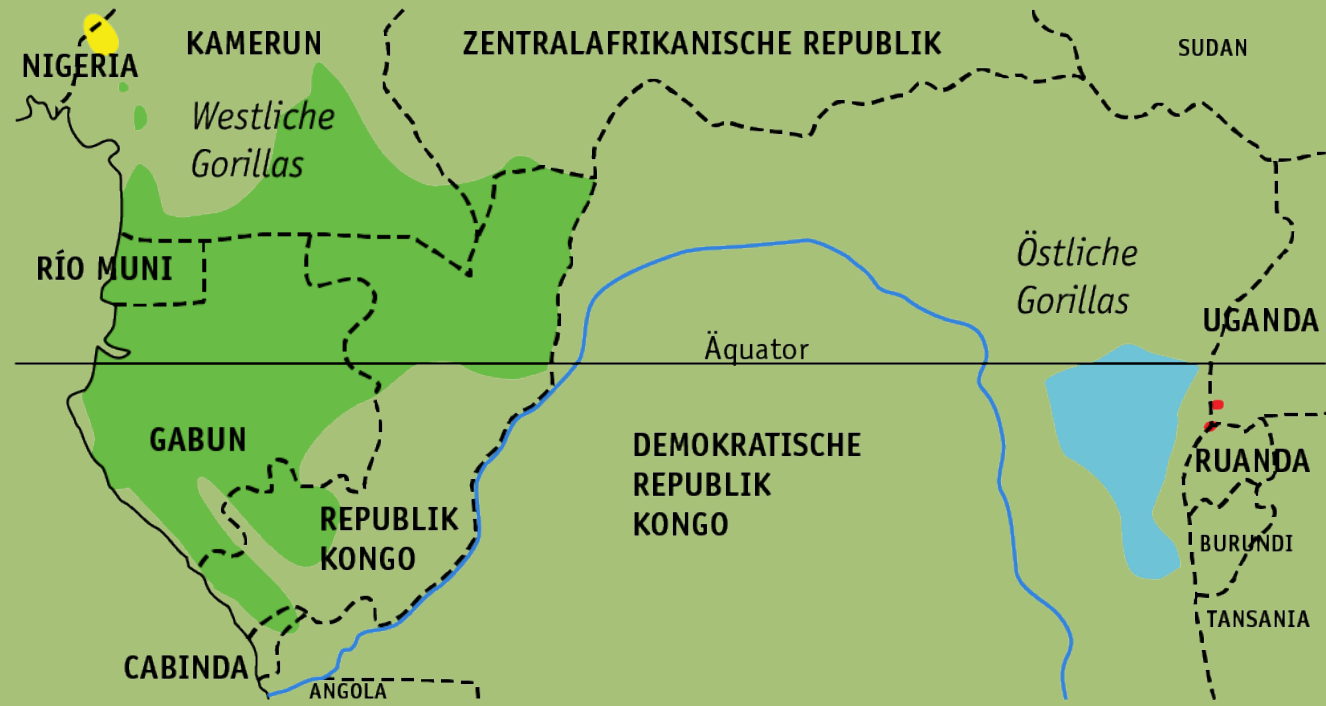 NIGERIA
KAMERUN
ZENTRALAFRIKANISCHE REPUBLIK
SUDAN
Westliche
Gorillas
RÍO MUNI
Östliche
Gorillas
UGANDA
Äquator
GABUN
DEMOKRATISCHE
REPUBLIK
KONGO
RUANDA
REPUBLIK
KONGO
BURUNDI
TANSANIA
CABINDA
ANGOLA